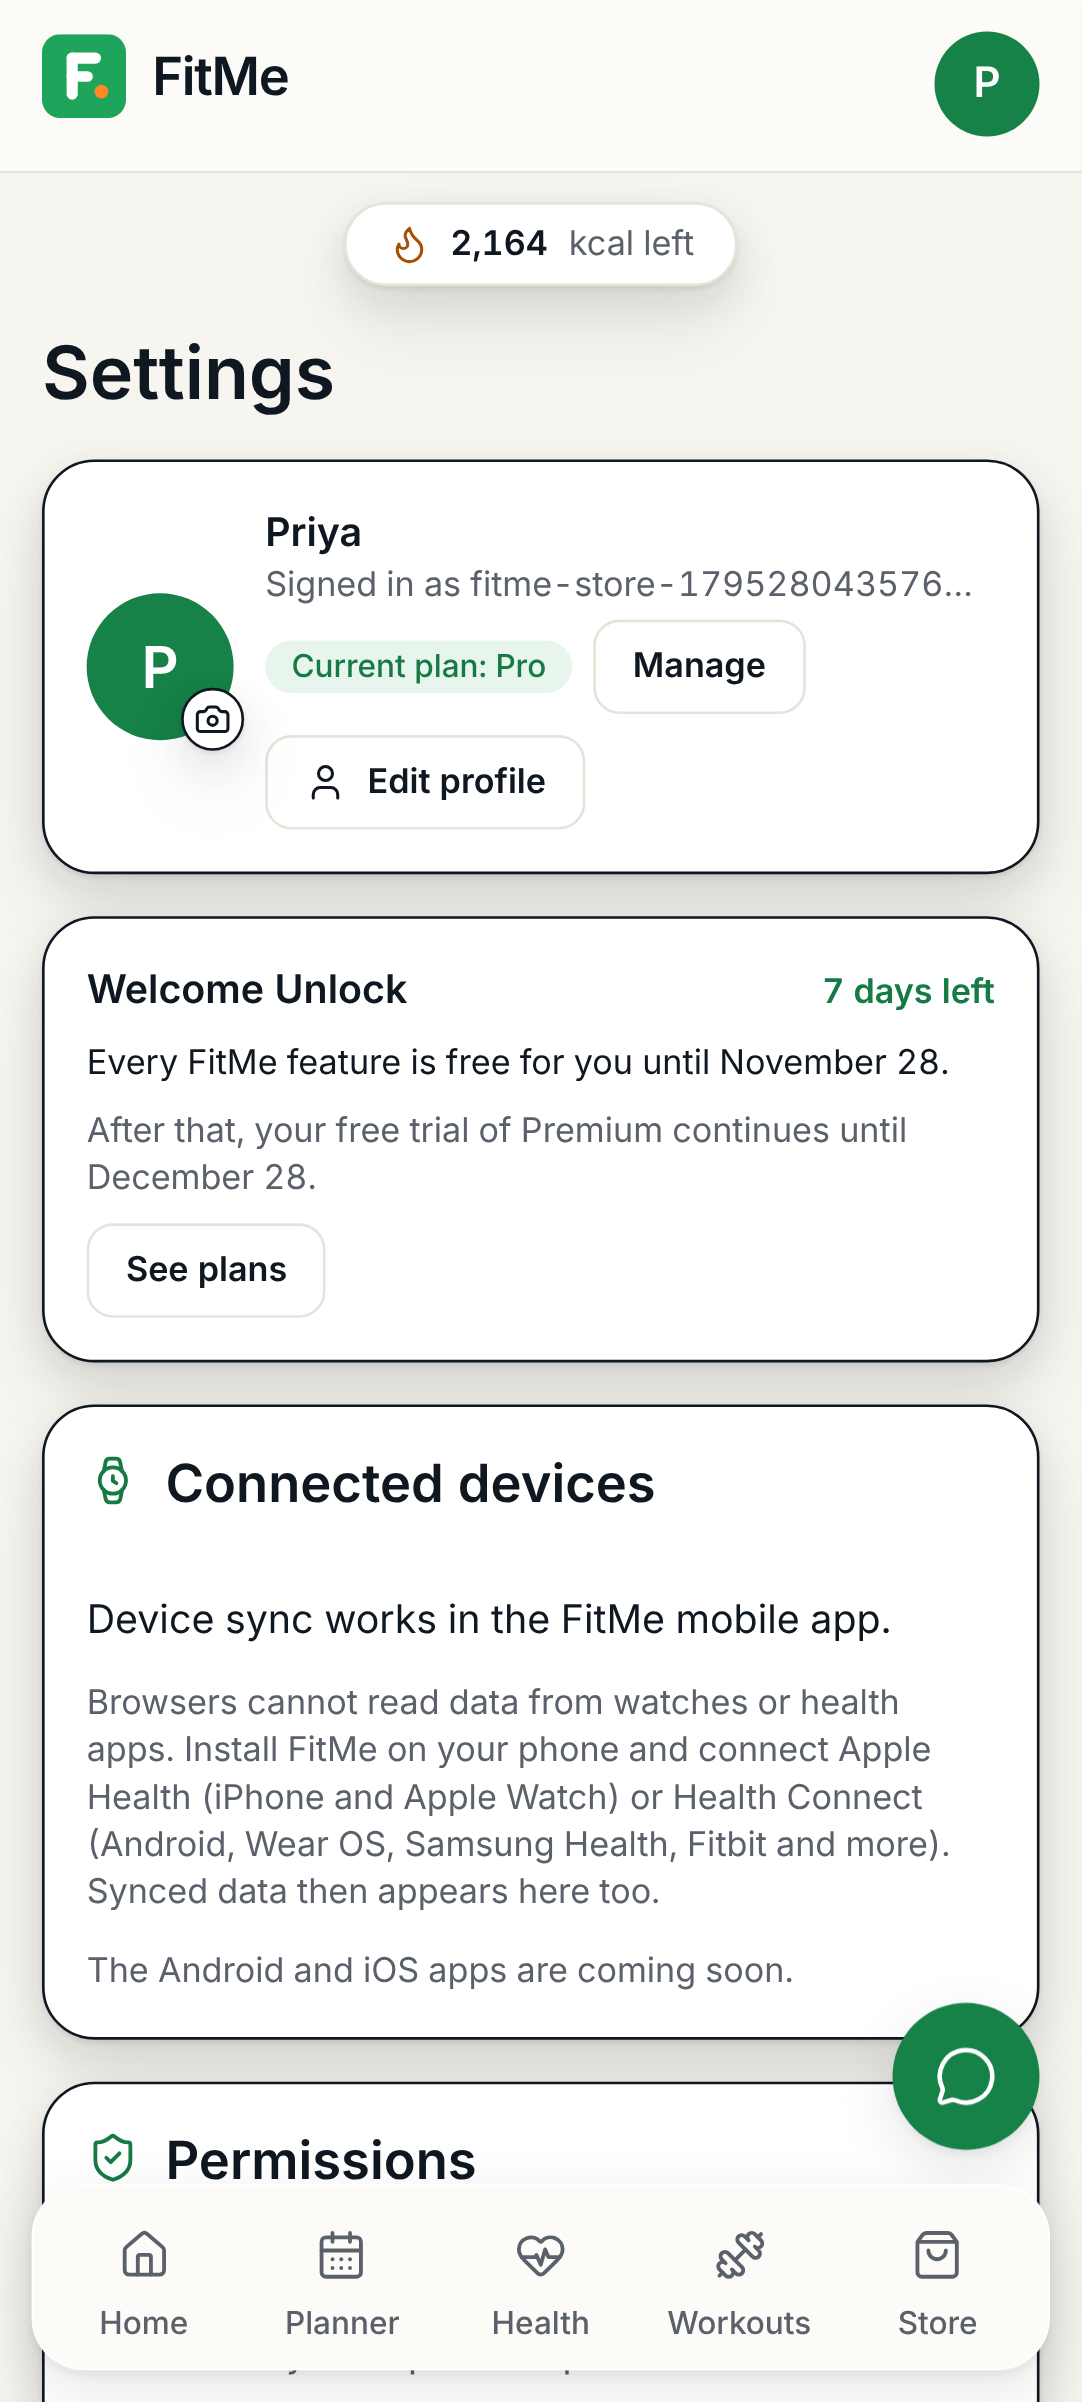 F.
FitMe
P
2,164 kcal left
Settings
Priya
Signed in as fitme-store-179528043576...
P
Current plan: Pro
Manage
Edit profile
Welcome Unlock
7 days left
Every FitMe feature is free for you until November 28.
After that, your free trial of Premium continues until
December 28.
See plans
Connected devices
Device sync works in the FitMe mobile app.
Browsers cannot read data from watches or health
apps. Install FitMe on your phone and connect Apple
Health (iPhone and Apple Watch) or Health Connect
(Android, Wear OS, Samsung Health, Fitbit and more).
Synced data then appears here too.
The Android and iOS apps are coming soon.
Permissions
Home
Planner
Health
Workouts
Store